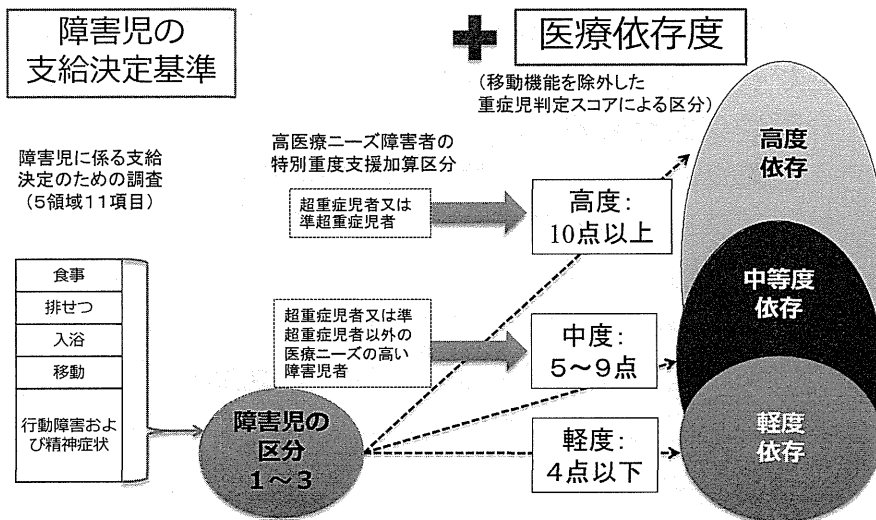 障害児の
支給決定基準
医療依存度
(移動機能を除外した
重症児判定スコアによる区分)
障害児に係る支給
決定のための調査
(5領域11項目)
高医療ニーズ障害者の
特別重度支援加算区分
超重症児者又は
準超重症児者
高度:
10点以上
高度
依存
食事
排せつ
入浴
移動
行動障害およ
び精神症状
超重症児者又は準
超重症児者以外の
医療ニーズの高い
障害児者
中度:
5～9点
中等度
依存
障害児の
区分
1～3
軽度:
4点以下
軽度
依存